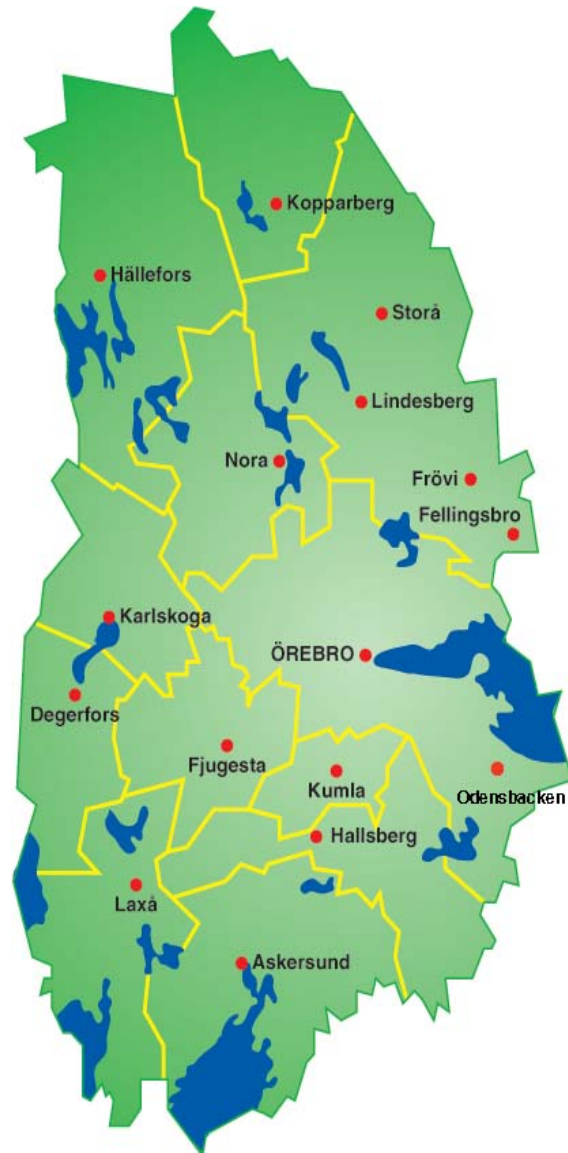 Kopparberg
Hällefors
Storå
Lindesberg
Nora
Frövi
Fellingsbro
Karlskoga
ÖREBRO
Degerfors
Fjugesta
Kumla
Odensbacken
Hallsberg
Laxå
Askersund